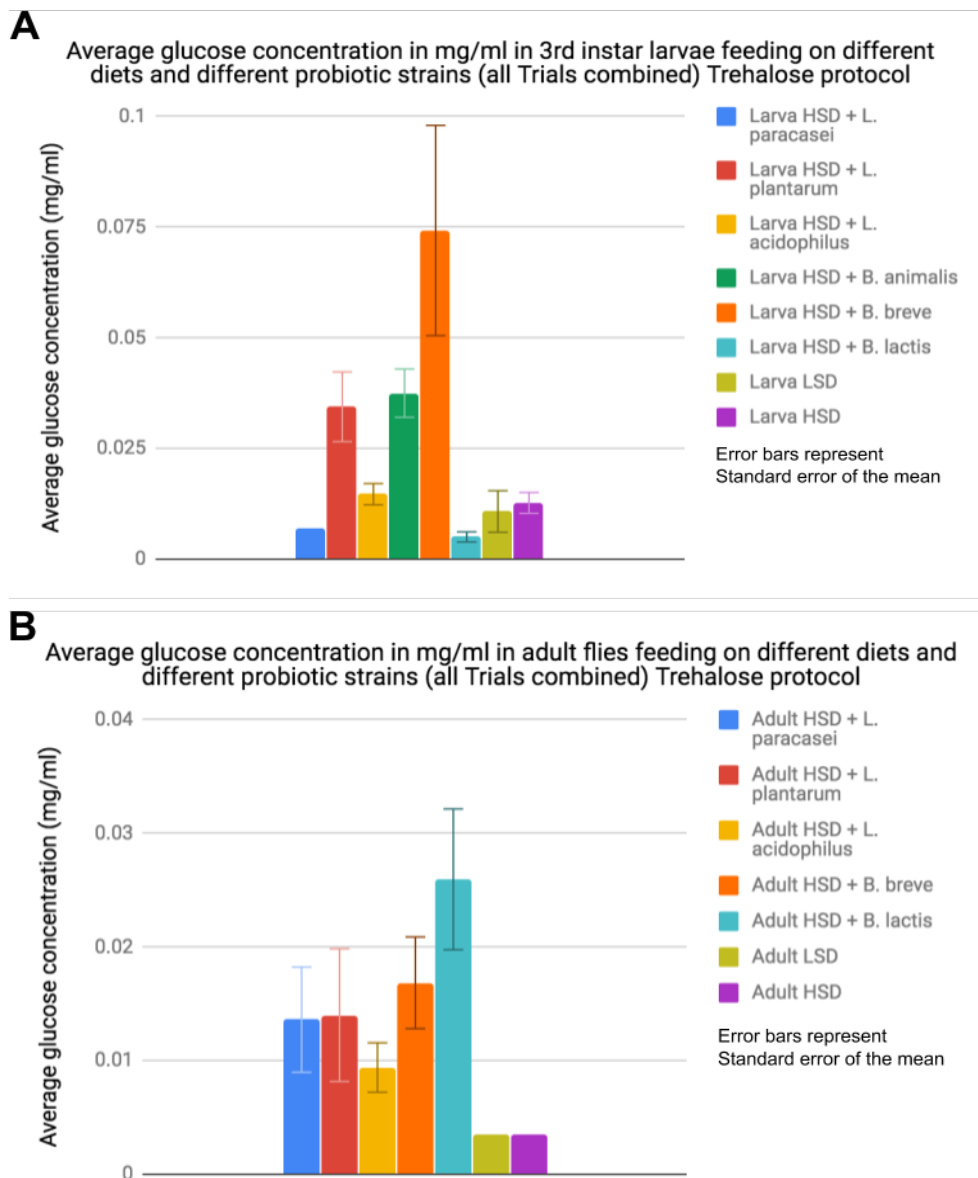 A
Average glucose concentration in mg/ml in 3rd instar larvae feeding on different
diets and different probiotic strains (all Trials combined) Trehalose protocol
Average glucose concentration (mg/ml)
0.1
0.075
0.05
0.025
0
Larva HSD + L.
paracasei
Larva HSD + L.
plantarum
Larva HSD + L.
acidophilus
Larva HSD + B. animalis
Larva HSD + B. breve
Larva HSD + B. lactis
Larva LSD
Larva HSD
Error bars represent
Standard error of the mean
B
Average glucose concentration in mg/ml in adult flies feeding on different diets and
different probiotic strains (all Trials combined) Trehalose protocol
Average glucose concentration (mg/ml)
0.04
0.03
0.02
0.01
0
Adult HSD + L.
paracasei
Adult HSD + L.
plantarum
Adult HSD + L.
acidophilus
Adult HSD + B. breve
Adult HSD + B. lactis
Adult LSD
Adult HSD
Error bars represent
Standard error of the mean